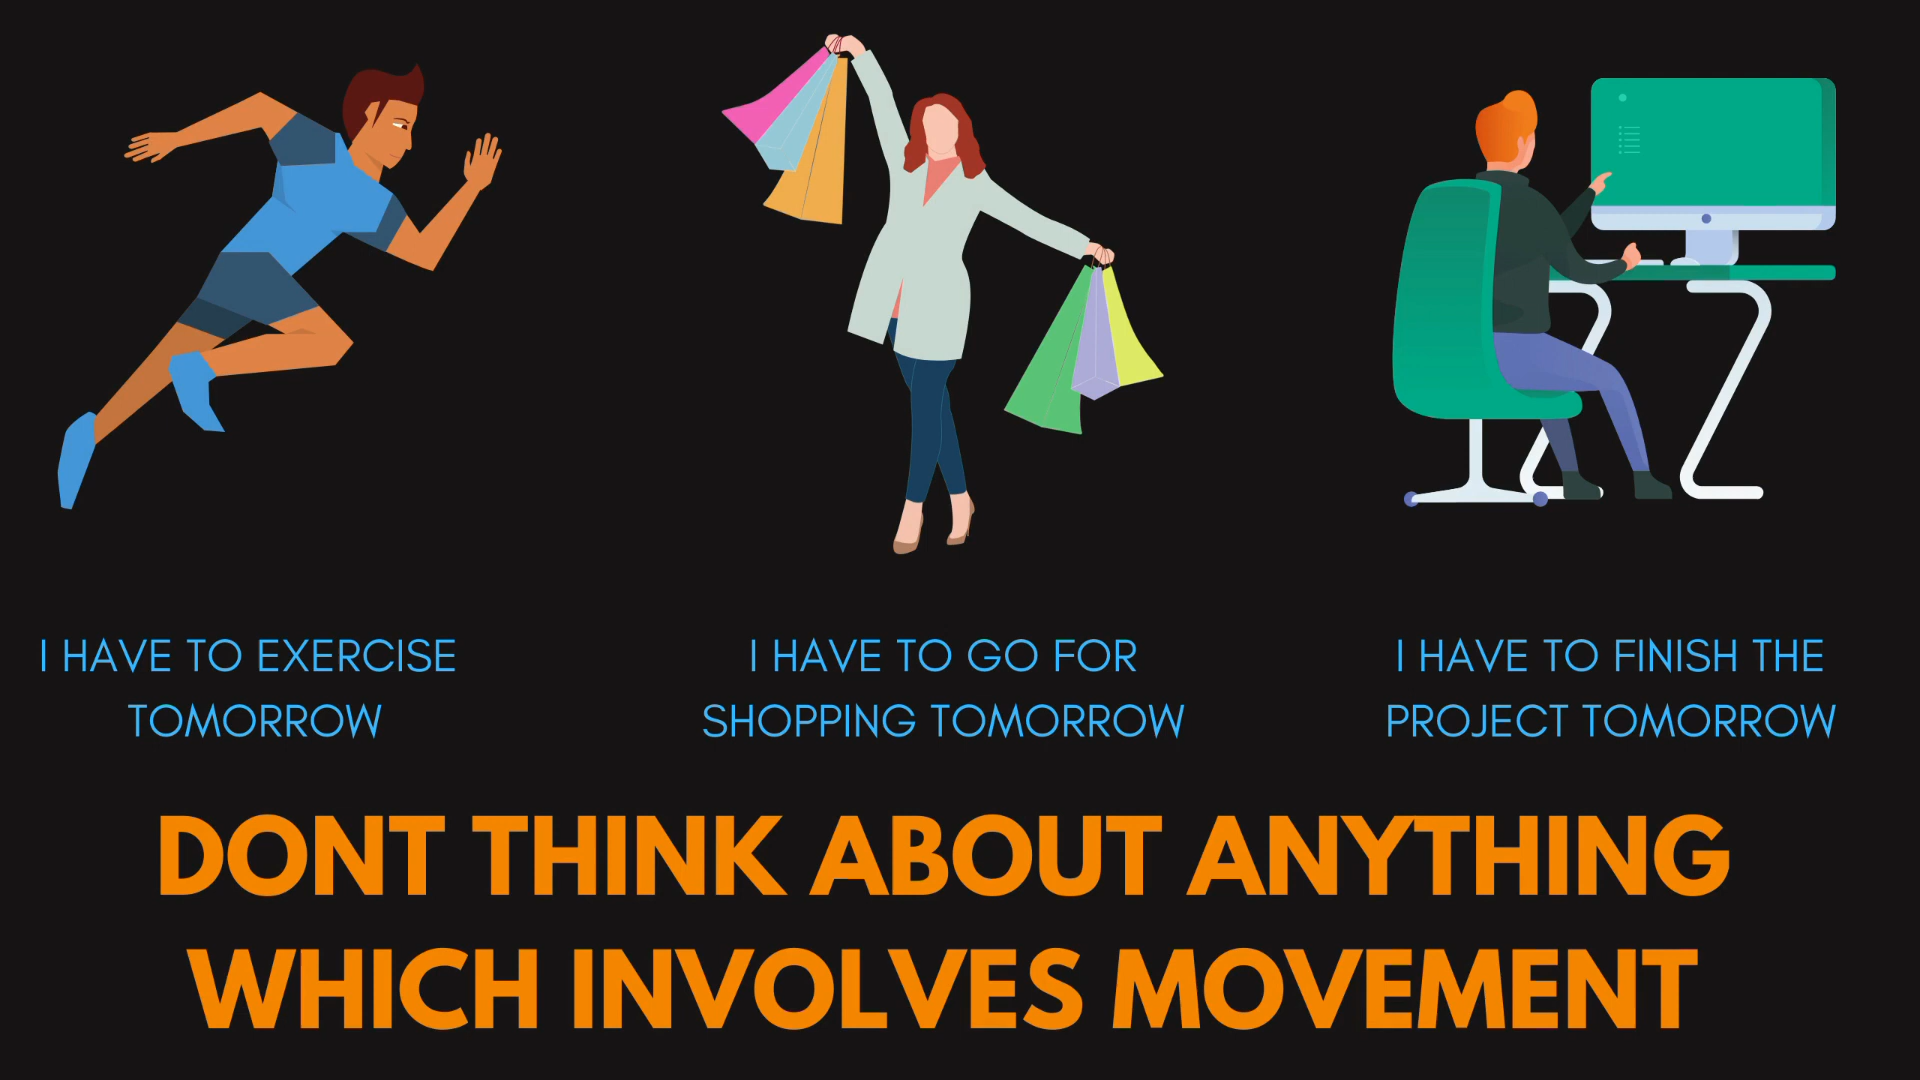 I HAVE TO EXERCISE
TOMORROW
I HAVE TO GO FOR
SHOPPING TOMORROW
I HAVE TO FINISH THE
PROJECT TOMORROW
DONT THINK ABOUT ANYTHING
WHICH INVOLVES MOVEMENT